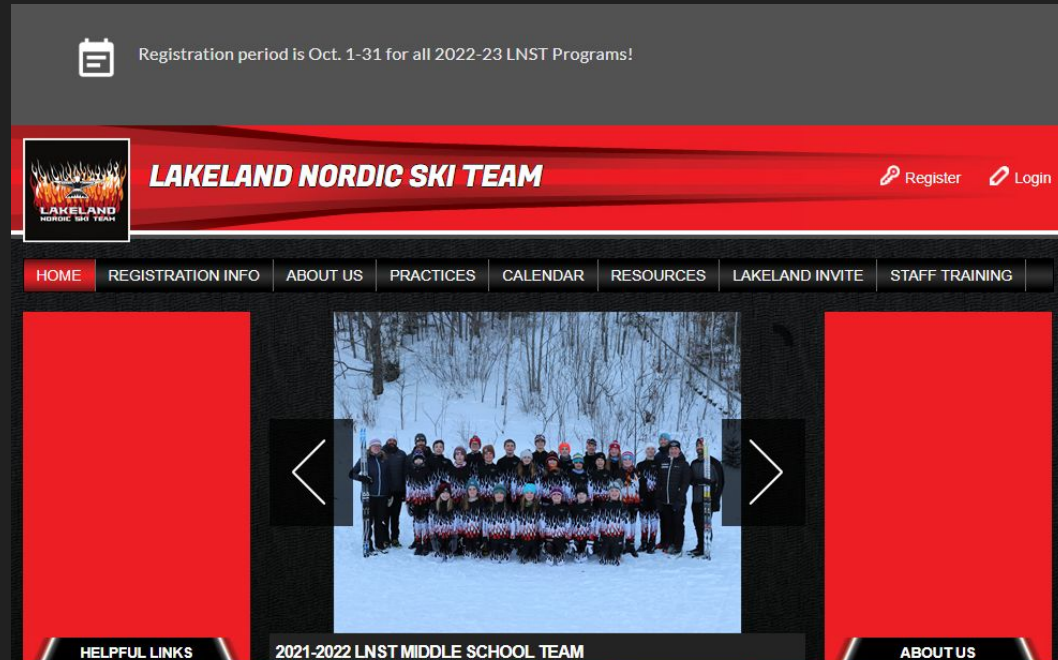 Registration period is Oct. 1-31 for all 2022-23 LNST Programs!
LAKELAND
NORDIC SKI TEAM
LAKELAND NORDIC SKI TEAM
Register
Login
HOME
REGISTRATION INFO
ABOUT US
PRACTICES
CALENDAR
RESOURCES
LAKELAND INVITE
STAFF TRAINING
HELPFUL LINKS
2021-2022 LNST MIDDLE SCHOOL TEAM
ABOUT US